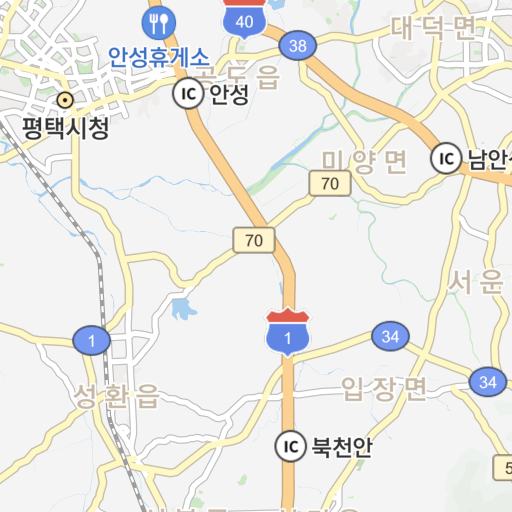 40
38
대덕면
안성휴게소
공도읍
IC 안성
평택시청
미양면
IC 남안성
70
70
서운
1
1
34
성환읍
입장면
34
IC 북천안
5